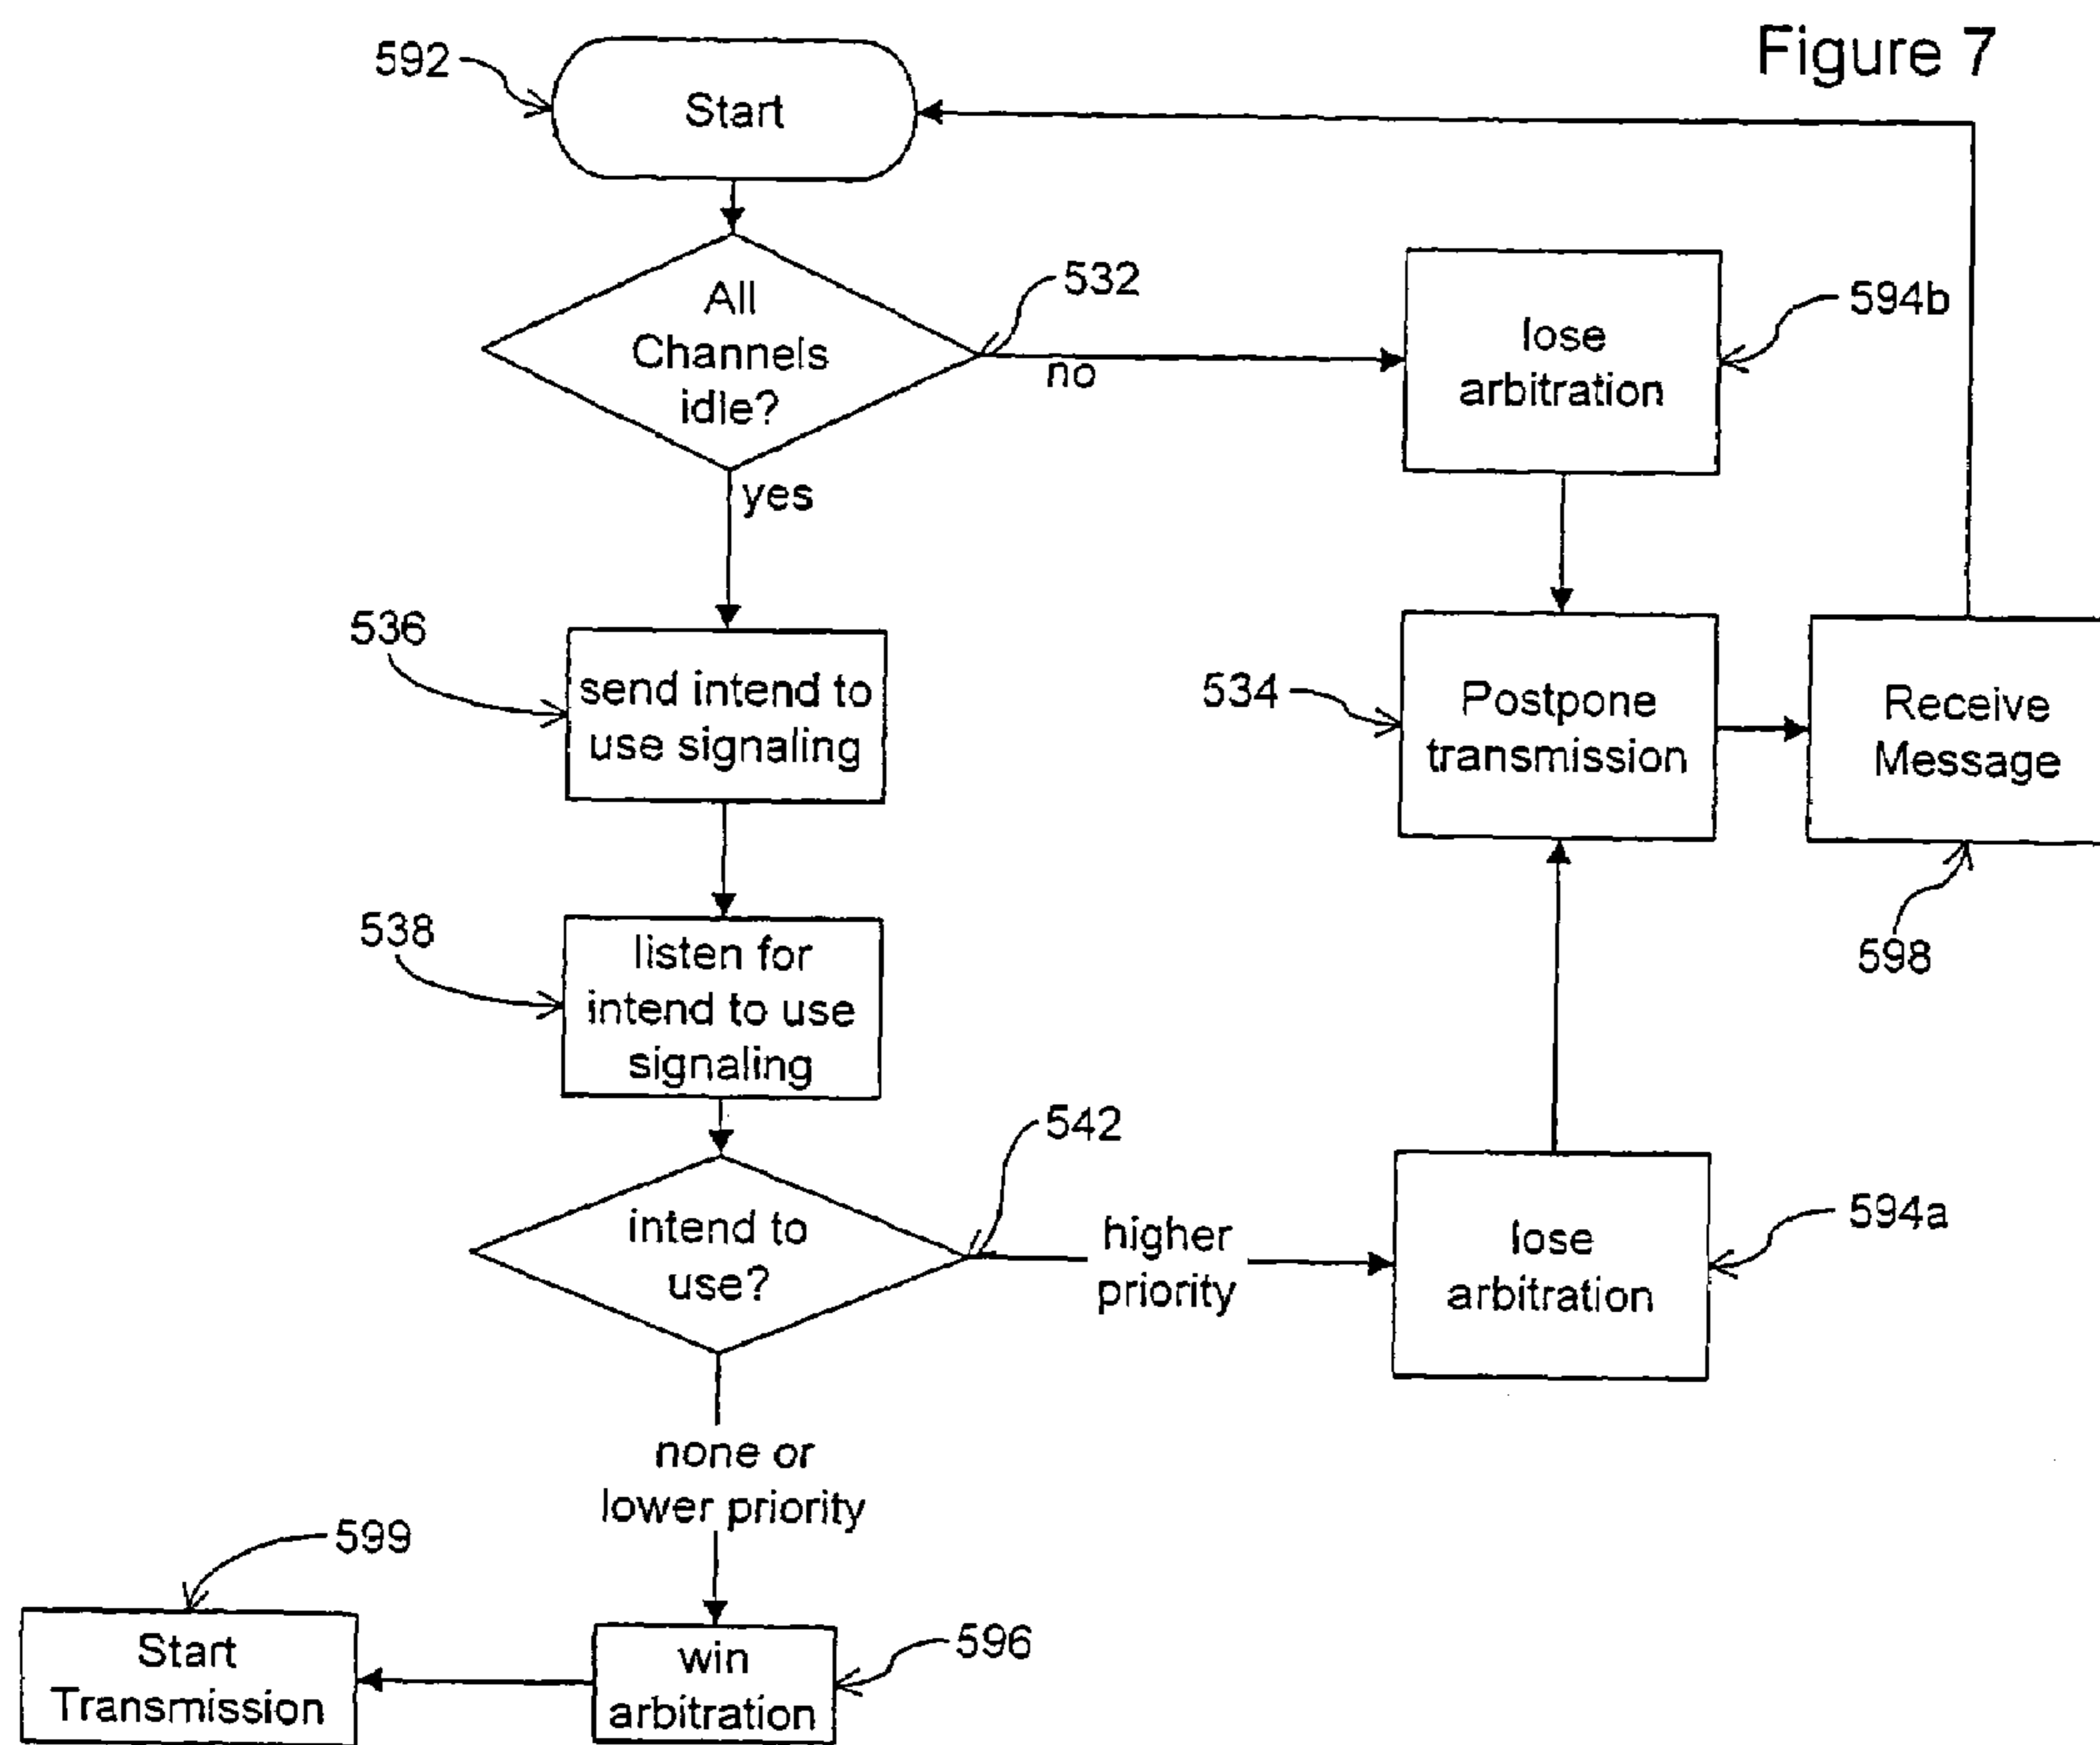 Figure 7
592
Start
All
Channels
idle?
532
no
yes
lose
arbitration
594b
536
send intend to
use signaling
534
Postpone
transmission
Receive
Message
598
538
listen for
intend to use
signaling
542
intend to
use?
higher
priority
lose
arbitration
594a
none or
lower priority
599
Start
Transmission
win
arbitration
596